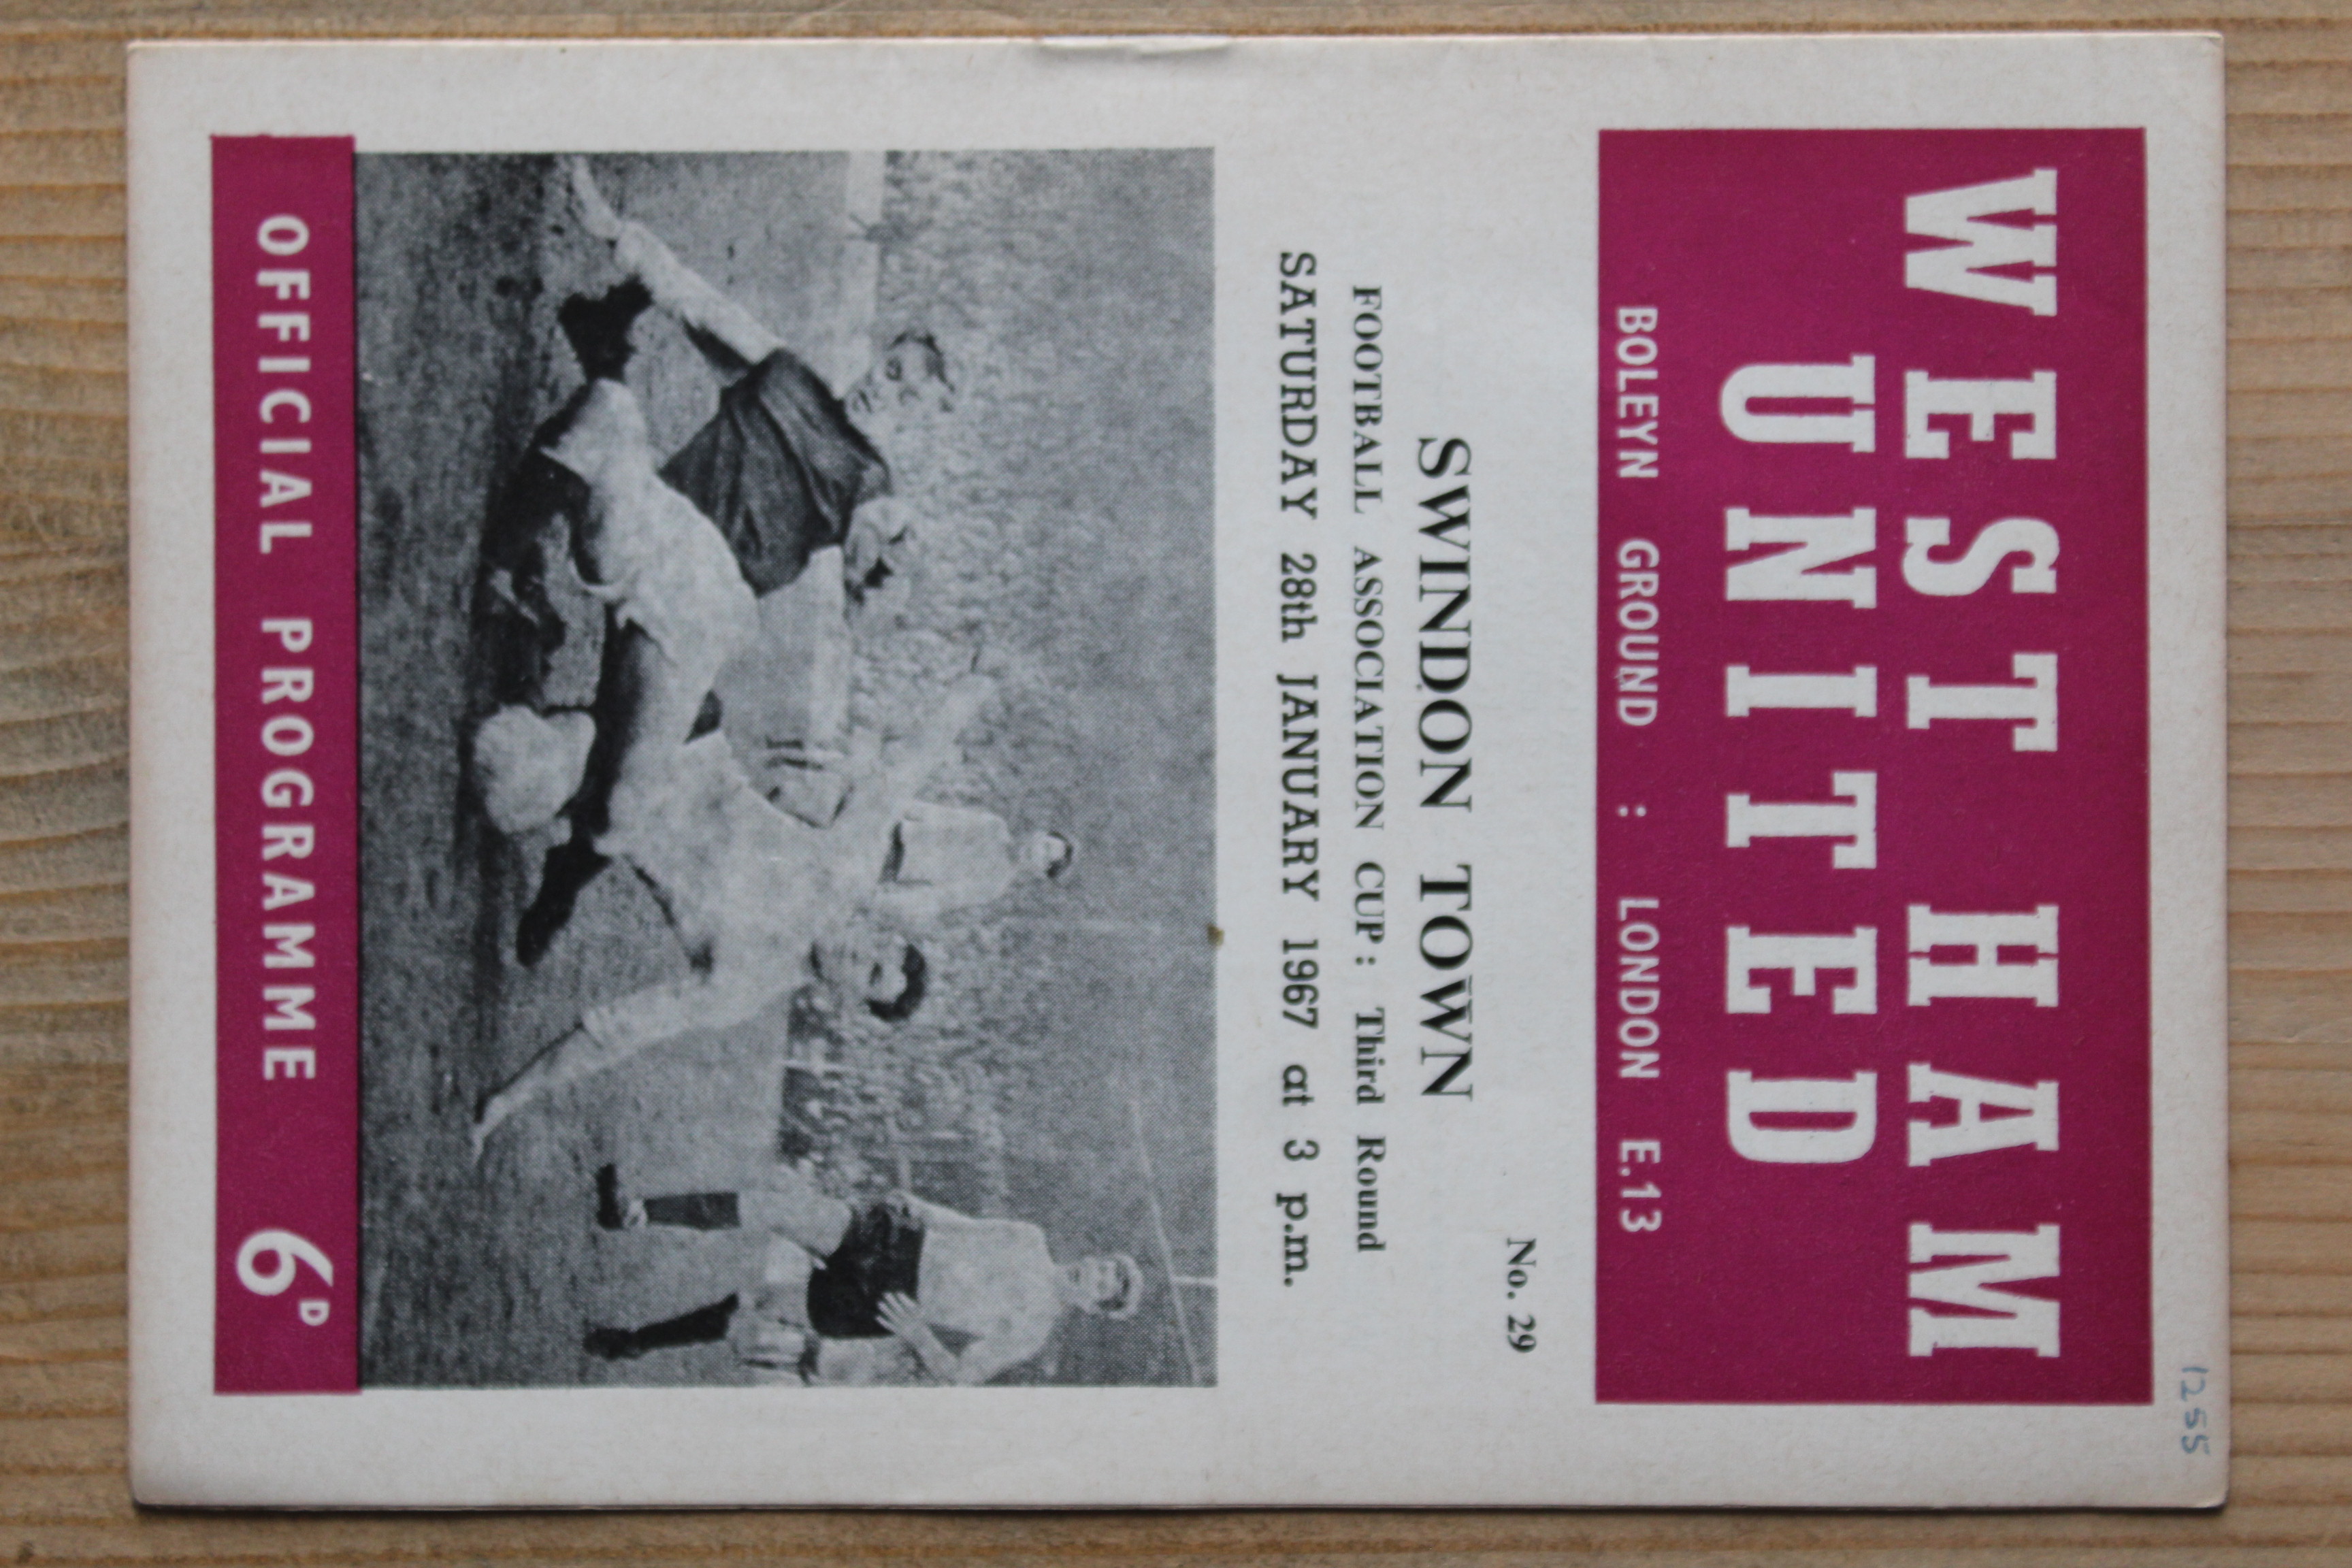 1255
WEST HAM
UNITED
BOLEYN GROUND : LONDON E.13
No. 29
SWINDON TOWN
FOOTBALL ASSOCIATION CUP: Third Round
SATURDAY 28th JANUARY 1967 at 3 p.m.
OFFICIAL PROGRAMME 6D